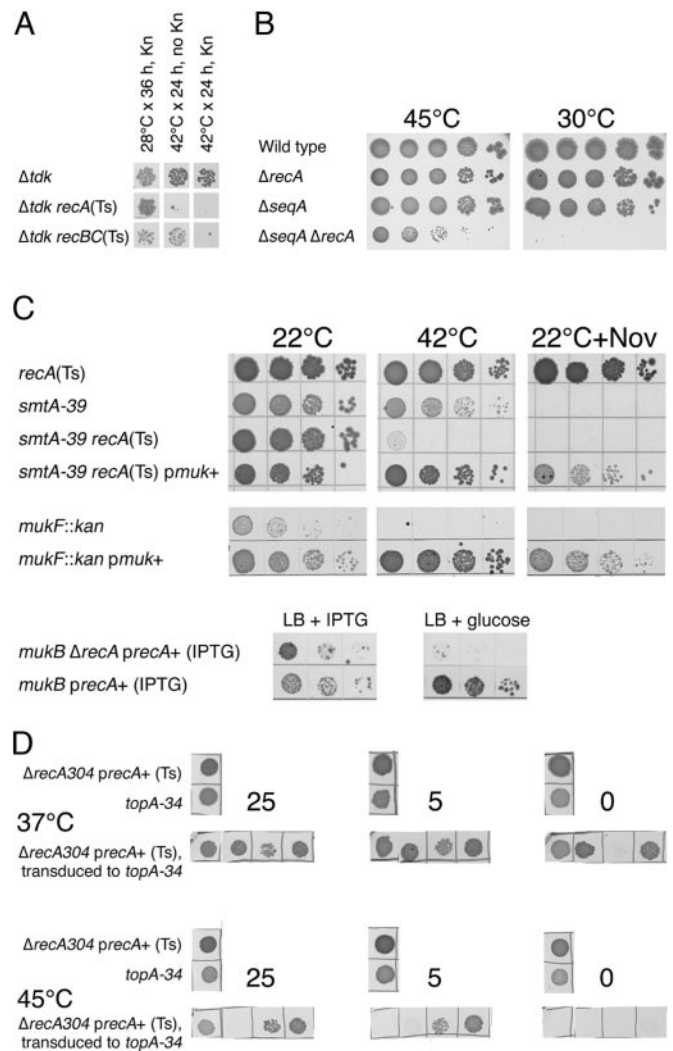 A
28°C x 36 h, Kn
42°C x 24 h, no Kn
42°C x 24 h, Kn
Δtdk
Δtdk recA(Ts)
Δtdk recBC(Ts)
B
45°C 30°C
Wild type
ΔrecA
ΔseqA
ΔseqA ΔrecA
C
22°C 42°C 22°C+Nov
recA(Ts)
smtA-39
smtA-39 recA(Ts)
smtA-39 recA(Ts) pmuk+
mukF::kan
mukF::kan pmuk+
LB + IPTG LB + glucose
mukB ΔrecA precA+ (IPTG)
mukB precA+ (IPTG)
D
ΔrecA304 precA+ (Ts)
topA-34 25 5 0
37°C
ΔrecA304 precA+ (Ts),
transduced to topA-34
ΔrecA304 precA+ (Ts)
topA-34 25 5 0
45°C
ΔrecA304 precA+ (Ts),
transduced to topA-34